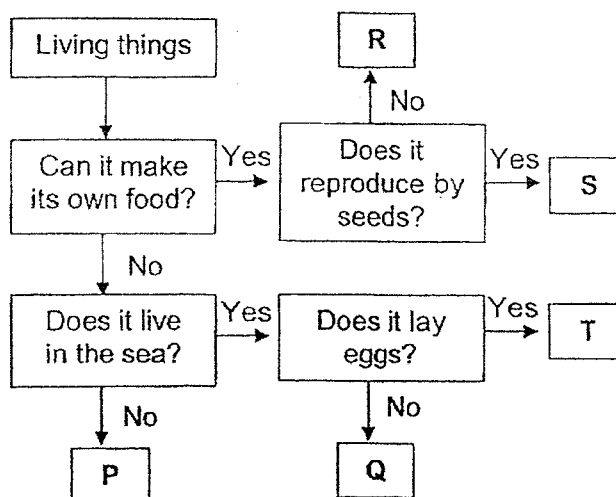 Living things
R
No
Can it make
its own food?
Yes
Does it
reproduce by
seeds?
Yes
S
No
Does it live
in the sea?
Yes
Does it lay
eggs?
Yes
T
No
P
No
Q